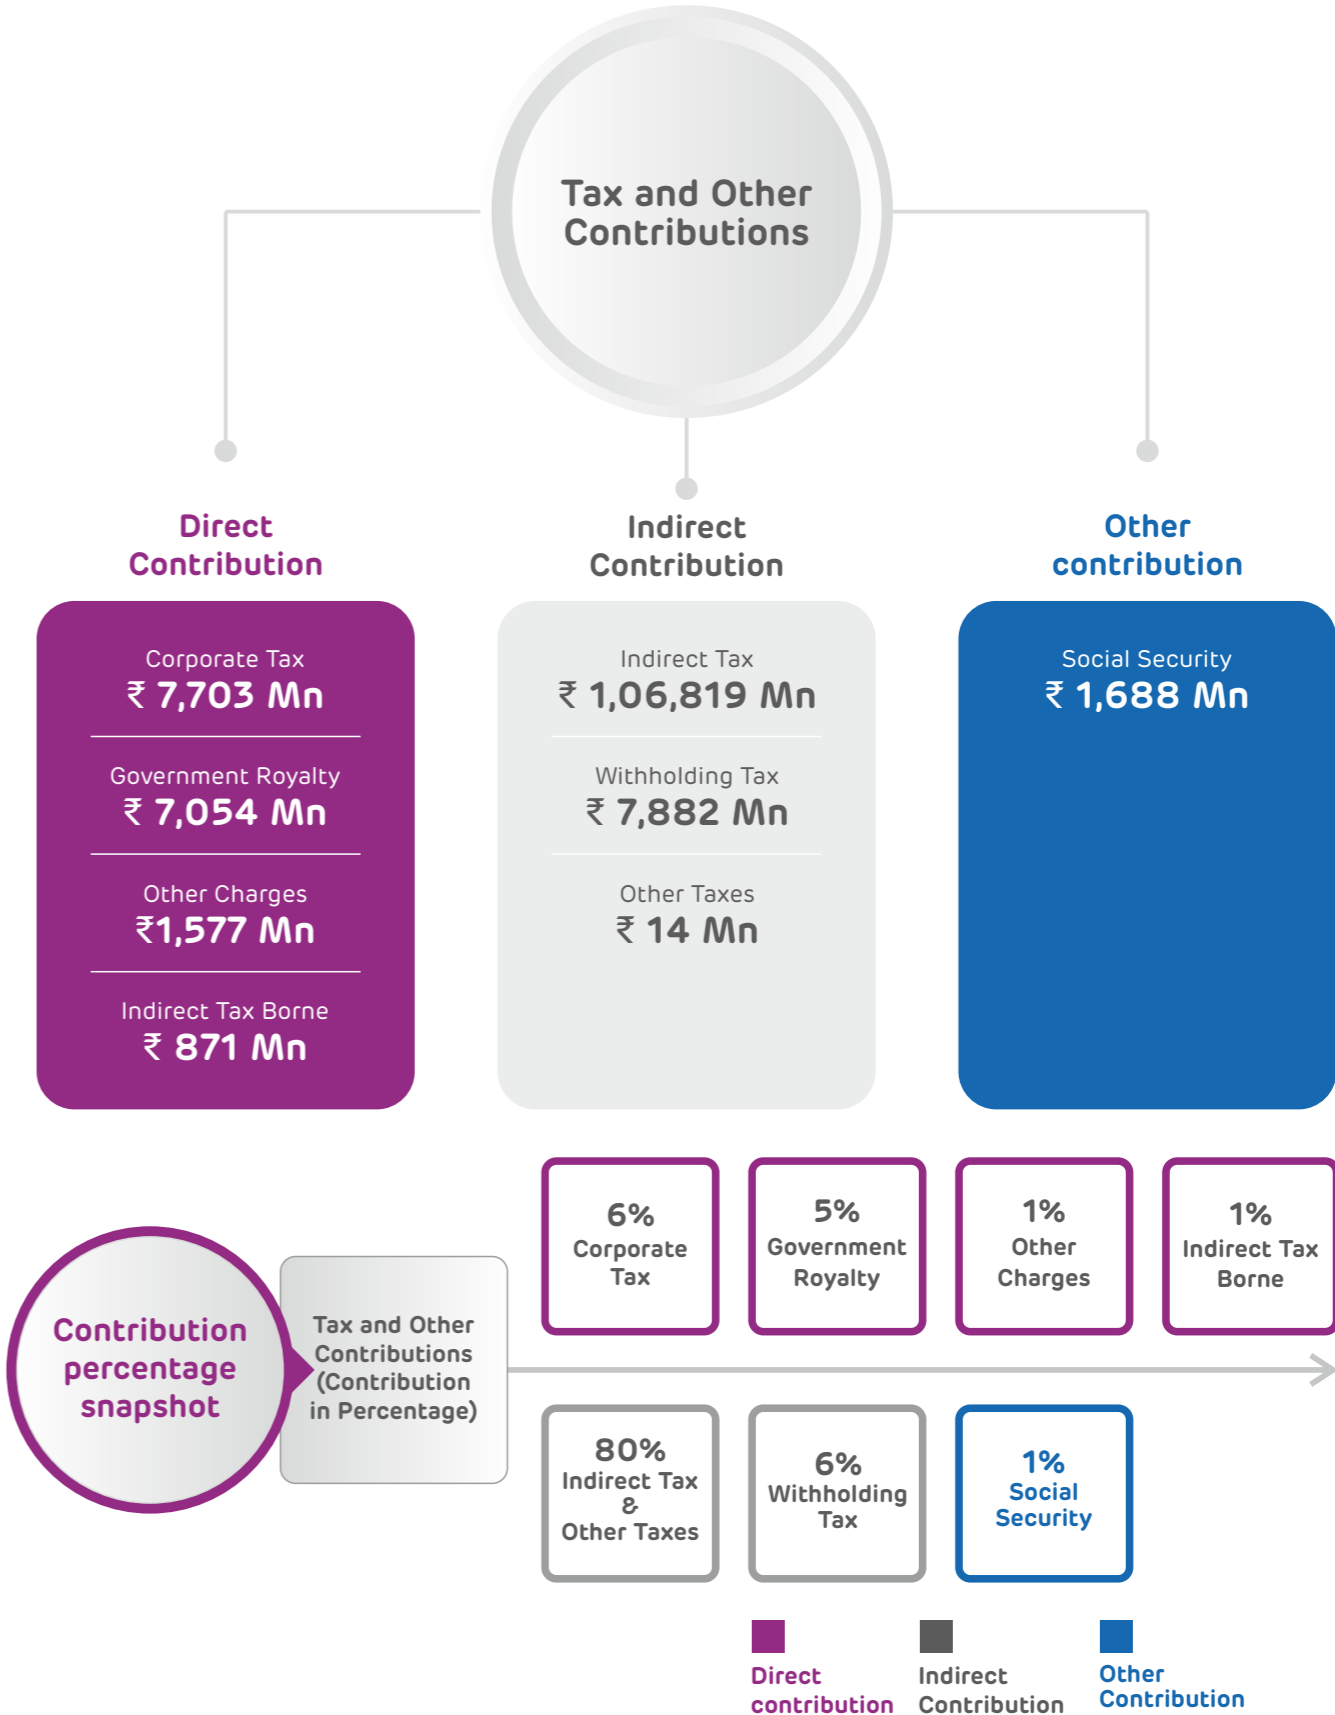 Tax and Other
Contributions
Direct
Contribution
Corporate Tax
₹ 7,703 Mn
Government Royalty
₹ 7,054 Mn
Other Charges
₹1,577 Mn
Indirect Tax Borne
₹ 871 Mn
Indirect
Contribution
Indirect Tax
₹ 1,06,819 Mn
Withholding Tax
₹ 7,882 Mn
Other Taxes
₹ 14 Mn
Other
contribution
Social Security
₹ 1,688 Mn
Contribution
percentage
snapshot
Tax and Other
Contributions
(Contribution
in Percentage)
6%
Corporate
Tax
5%
Government
Royalty
1%
Other
Charges
1%
Indirect Tax
Borne
80%
Indirect Tax
&
Other Taxes
6%
Withholding
Tax
1%
Social
Security
Direct
contribution
Indirect
Contribution
Other
Contribution